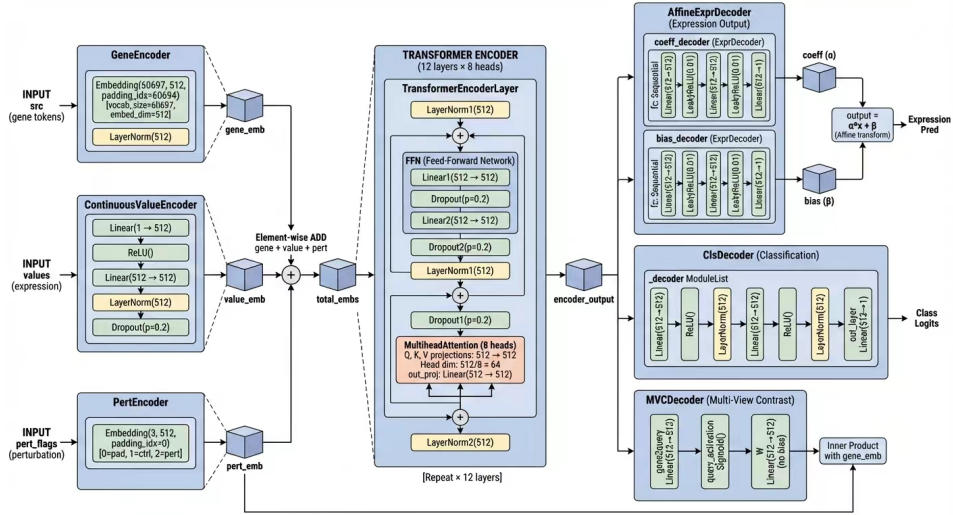 GeneEncoder
INPUT
src
(gene tokens)
Embedding(50697, 512,
padding_idx=60694)
[vocab_size=60697,
embed_dim=512]
LayerNorm(512)
gene_emb
ContinuousValueEncoder
INPUT
values
(expression)
Linear(1 → 512)
ReLU()
Linear(512 → 512)
LayerNorm(512)
Dropout(p=0.2)
value_emb
PertEncoder
INPUT
pert_flags
(perturbation)
Embedding(3, 512,
padding_idx=0)
[0=pad, 1=ctrl, 2=pert]
pert_emb
Element-wise ADD
gene + value + pert
+
total_embs
TRANSFORMER ENCODER
(12 layers × 8 heads)
TransformerEncoderLayer
LayerNorm1(512)
+
FFN (Feed-Forward Network)
Linear1(512 → 512)
Dropout(p=0.2)
Linear2(512 → 512)
Dropout2(p=0.2)
LayerNorm1(512)
+
Dropout1(p=0.2)
MultiheadAttention (8 heads)
Q, K, V projections: 512 → 512
Head dim: 512/8 = 64
out_proj: Linear(512 → 512)
+
LayerNorm2(512)
[Repeat × 12 layers]
encoder_output
AffineExprDecoder
(Expression Output)
coeff_decoder (ExprDecoder)
fc: Sequential
Linear(512→512)
LeakyReLU(0.01)
Linear(512→512)
LeakyReLU(0.01)
Linear(512→1)
coeff (α)
bias_decoder (ExprDecoder)
fc: Sequential
Linear(512→512)
LeakyReLU(0.01)
Linear(512→512)
LeakyReLU(0.01)
Linear(512→1)
bias (β)
output =
α*x + β
(Affine transform)
Expression
Pred
ClsDecoder (Classification)
_decoder ModuleList
Linear(512→512)
ReLU()
LayerNorm(512)
Linear(512→512)
ReLU()
LayerNorm(512)
out_layer
Linear(512→1)
Class
Logits
MVCDecoder (Multi-View Contrast)
gene2query
Linear(512→512)
query_activation
Sigmoid()
W
Linear(512→512)
(no bias)
Inner Product
with gene_emb